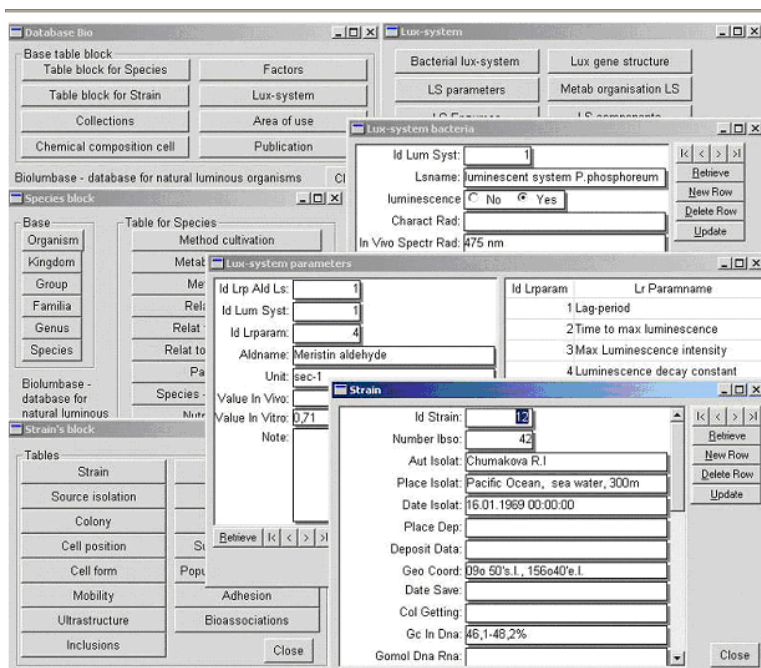 Database Bio
Base table block
Table block for Species
Factors
Table block for Strain
Lux-system
Collections
Area of use
Chemical composition cell
Publication
Biolumbase - database for natural luminous organisms
Lux-system
Bacterial lux-system
Lux gene structure
LS parameters
Metab organisation LS
Lux-system bacteria
Id Lum Syst: 1
Lsname: luminescent system P.phosphoreum
luminescence No Yes
Charact Rad:
In Vivo Spectr Rad: 475 nm
Retrieve
New Row
Delete Row
Update
Species block
Base
Organism
Kingdom
Group
Familia
Genus
Species
Biolumbase -
database for
natural luminous
Table for Species
Method cultivation
Metab
Me
Rela
Relat
Relat to
Pa
Species -
Lux-system parameters
Id Lrp Ald Ls: 1
Id Lum Syst: 1
Id Lrparam: 4
Aldname: Meristin aldehyde
Unit: sec-1
Value In Vivo:
Value In Vitro: 0,71
Note:
Retrieve
Id Lrparam Lr Paramname
1 Lag-period
2 Time to max luminescence
3 Max Luminescence intensity
4 Luminescence decay constant
Strain's block
Tables
Strain
Source isolation
Colony
Cell position
Su
Cell form
Popu
Mobility
Adhesion
Ultrastructure
Bioassociations
Inclusions
Close
Strain
Id Strain: 12
Number Ibso: 42
Aut Isolat: Chumakova R.I
Place Isolat: Pacific Ocean, sea water, 300m
Date Isolat: 16.01.1969 00:00:00
Place Dep:
Deposit Data:
Geo Coord: 09o 50's.l., 156o40'e.l.
Date Save:
Col Getting:
Gc In Dna: 46,1-48,2%
Gomol Dna Rna:
Retrieve
New Row
Delete Row
Update
Close